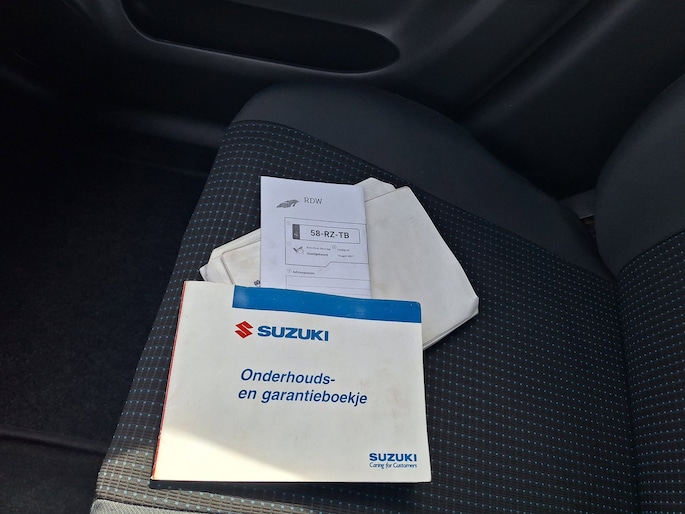 RDW
58-RZ-TB
SUZUKI
Onderhouds-
en garantieboekje
SUZUKI
Caring for Customers